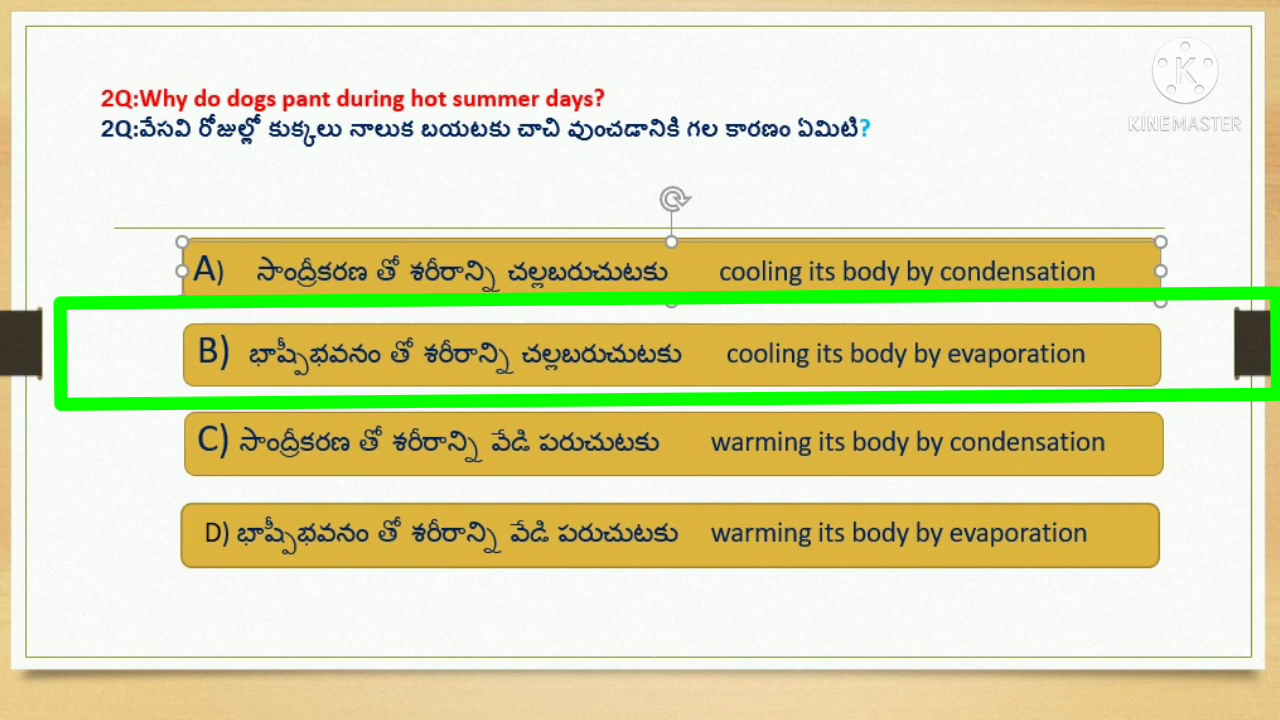 2Q:Why do dogs pant during hot summer days?
2Q:వేసవి రోజుల్లో కుక్కలు నాలుక బయటకు చాచి వుంచడానికి గల కారణం ఏమిటి?
K
KINEMASTER
A) సాంద్రీకరణ తో శరీరాన్ని చల్లబరుచుటకు cooling its body by condensation
B) భాష్పీభవనం తో శరీరాన్ని చల్లబరుచుటకు cooling its body by evaporation
C) సాంద్రీకరణ తో శరీరాన్ని వేడి పరుచుటకు warming its body by condensation
D) భాష్పీభవనం తో శరీరాన్ని వేడి పరుచుటకు warming its body by evaporation